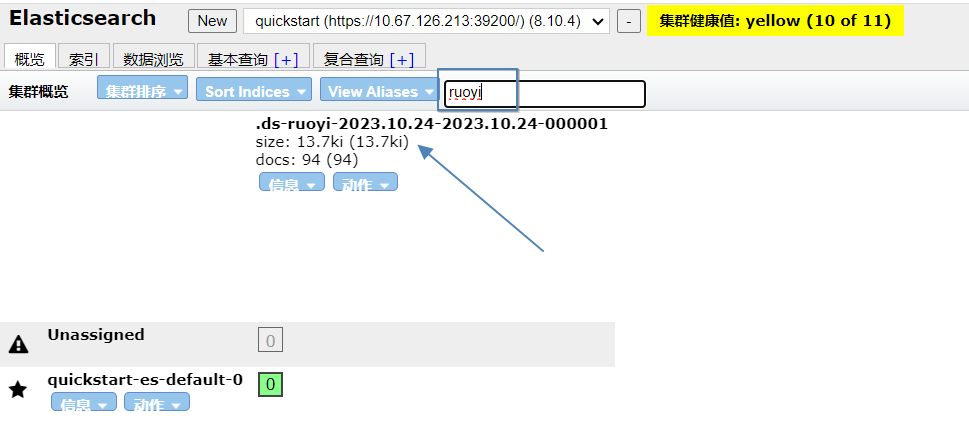 Elasticsearch New quickstart (https://10.67.126.213:39200/) (8.10.4) - 集群健康值: yellow (10 of 11)
概览 索引 数据浏览 基本查询 [+] 复合查询 [+]
集群概览 集群排序 Sort Indices View Aliases ruoyi
.ds-ruoyi-2023.10.24-2023.10.24-000001
size: 13.7ki (13.7ki)
docs: 94 (94)
信息 动作
Unassigned 0
quickstart-es-default-0 0
信息 动作